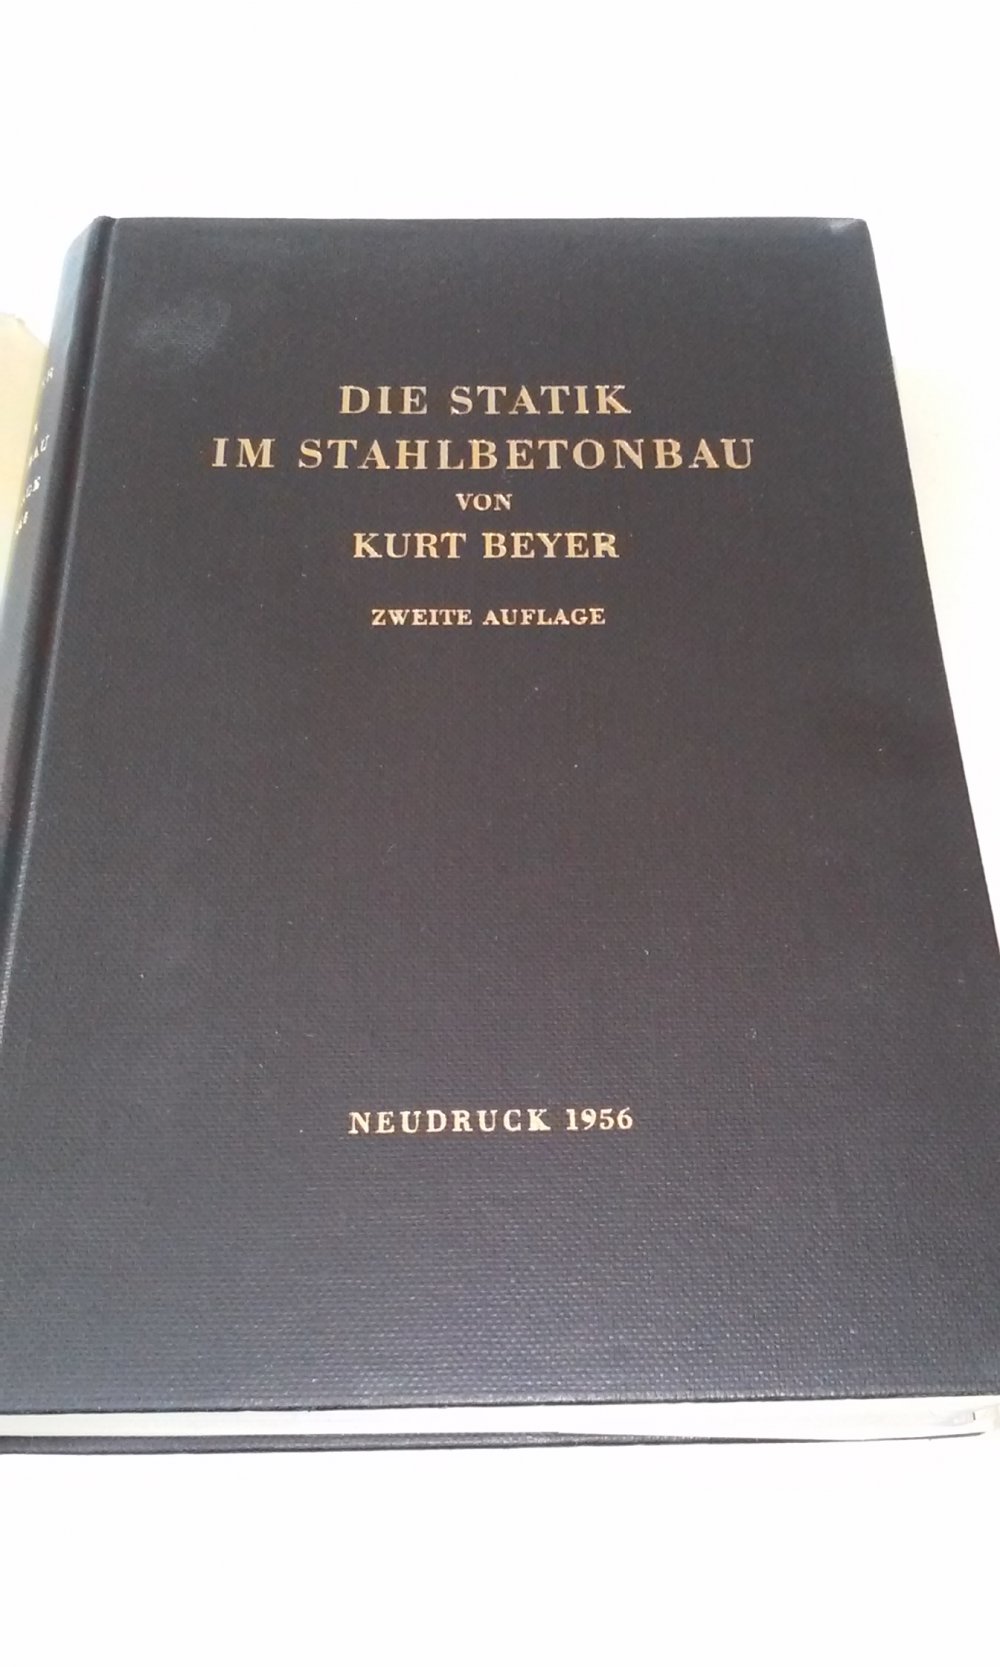 DIE STATIK
IM STAHLBETONBAU
VON
KURT BEYER
ZWEITE AUFLAGE
NEUDRUCK 1956